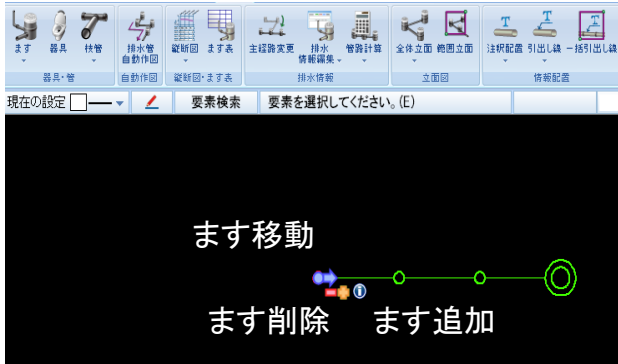 ます 器具 枝管 排水管 縦断図 ます表 主経路変更 排水 管路計算 全体立面 範囲立面 注釈配置 引出し線 一括引出し線
自動作図 情報編集
器具・管 自動作図 縦断図・ます表 排水情報 立面図 情報配置
現在の設定 要素検索 要素を選択してください。(E)
ます移動
ます削除 ます追加